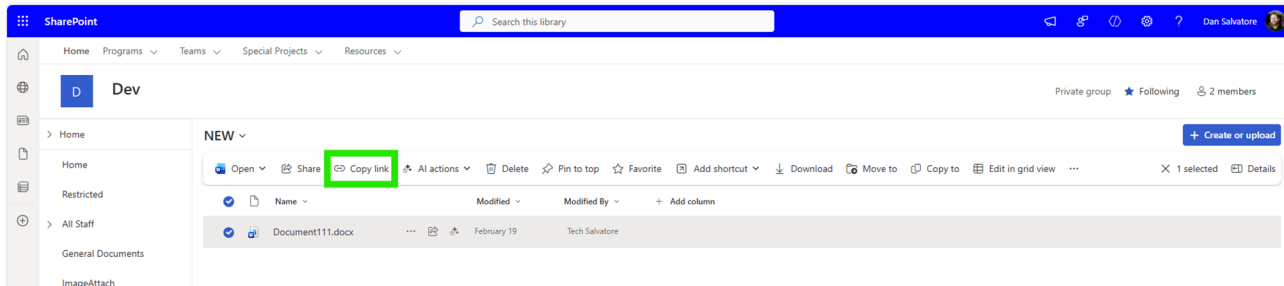 SharePoint Search this library Dan Salvatore
Home Programs Teams Special Projects Resources
D Dev Private group Following 2 members
Home NEW + Create or upload
Home Open Share Copy link AI actions Delete Pin to top Favorite Add shortcut Download Move to Copy to Edit in grid view ... 1 selected Details
Restricted Name Modified Modified By + Add column
All Staff Document111.docx ... February 19 Tech Salvatore
General Documents
ImageAttach